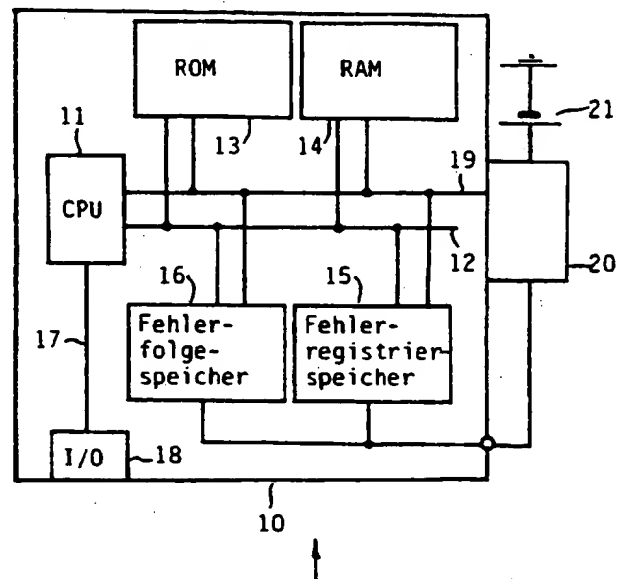 ROM
RAM
21
11
13
14
19
CPU
12
20
16
15
Fehler-
folge-
speicher
Fehler-
registrier-
speicher
17
I/O
18
10